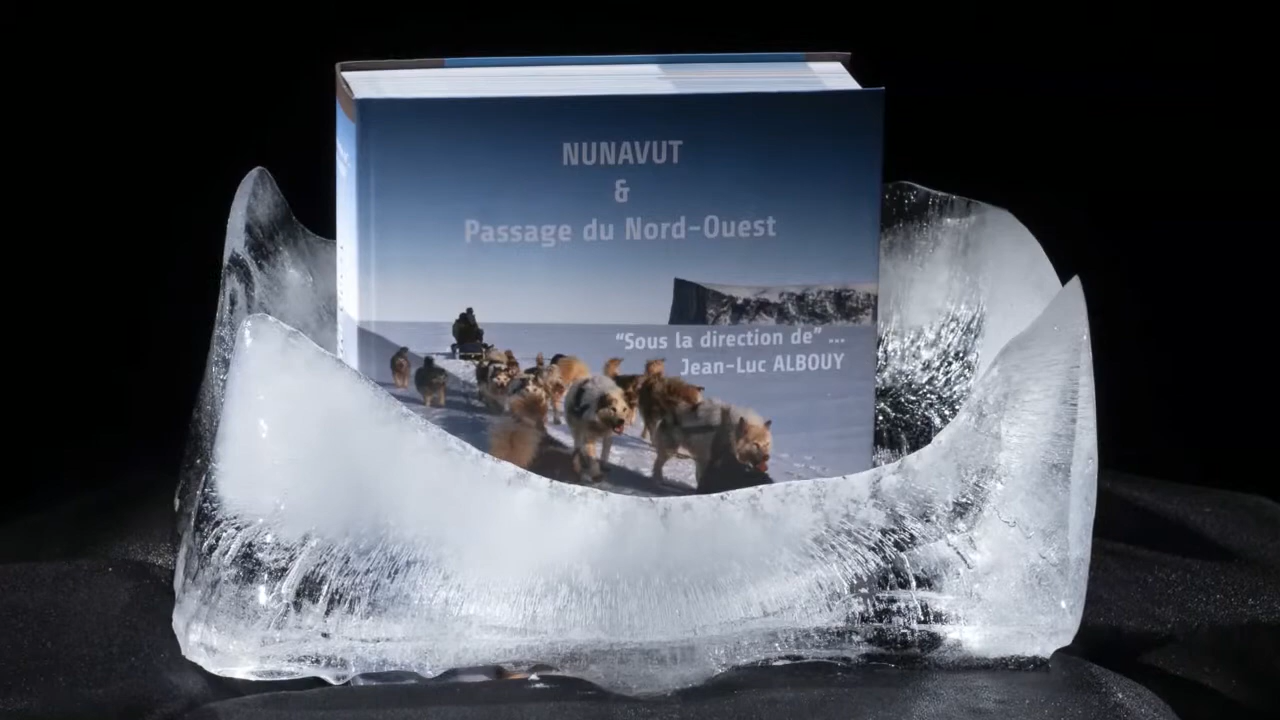 NUNAVUT
&
Passage du Nord-Ouest
“Sous la direction de” ...
Jean-Luc ALBOUY